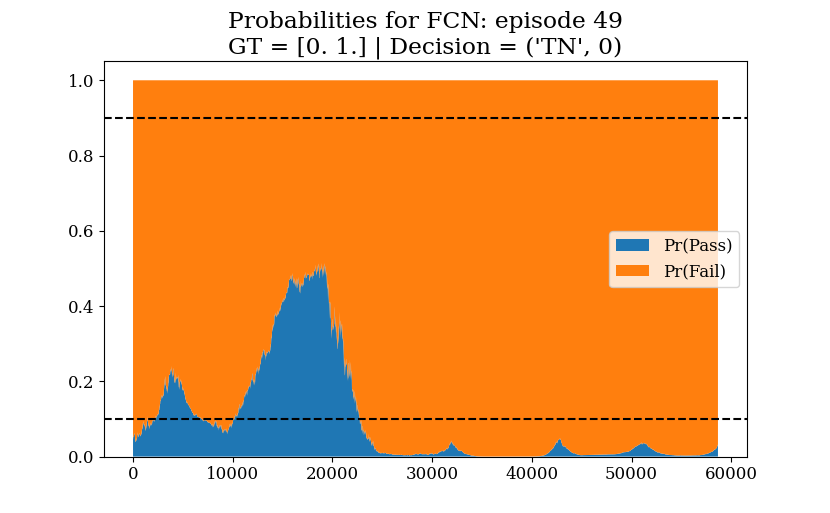 Probabilities for FCN: episode 49
GT = [0. 1.] | Decision = ('TN', 0)
1.0
0.8
0.6
0.4
0.2
0.0
Pr(Pass)
Pr(Fail)
0 10000 20000 30000 40000 50000 60000